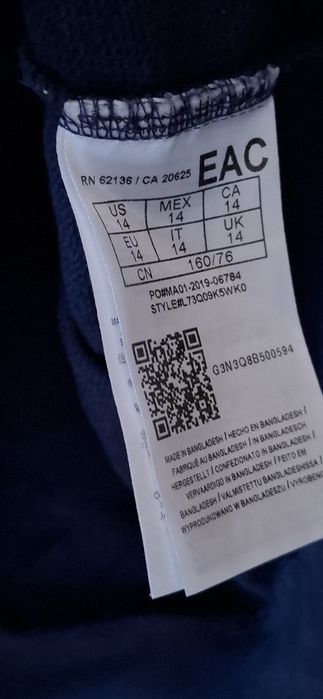 RN 62136 / CA 20625 EAC
US 14 MEX 14 CA 14
EU 14 IT 14 UK 14
CN 160/76
PO#MA01-2019-06784
STYLE#L73Q09K5WK0
G3N3Q8B500594
MADE IN BANGLADESH / HECHO EN BANGLADESH /
FABRIQUÉ AU BANGLADESH / IN BANGLADESCH
HERGESTELLT / CONFEZIONATO IN BANGLADESH /
VERVAARDIGD IN BANGLADESH / FEITO EM
BANGLADESH / VALMISTETTU BANGLADESHISSA /
WYPRODUKOWANO W BANGLADESZU / VYROBENO